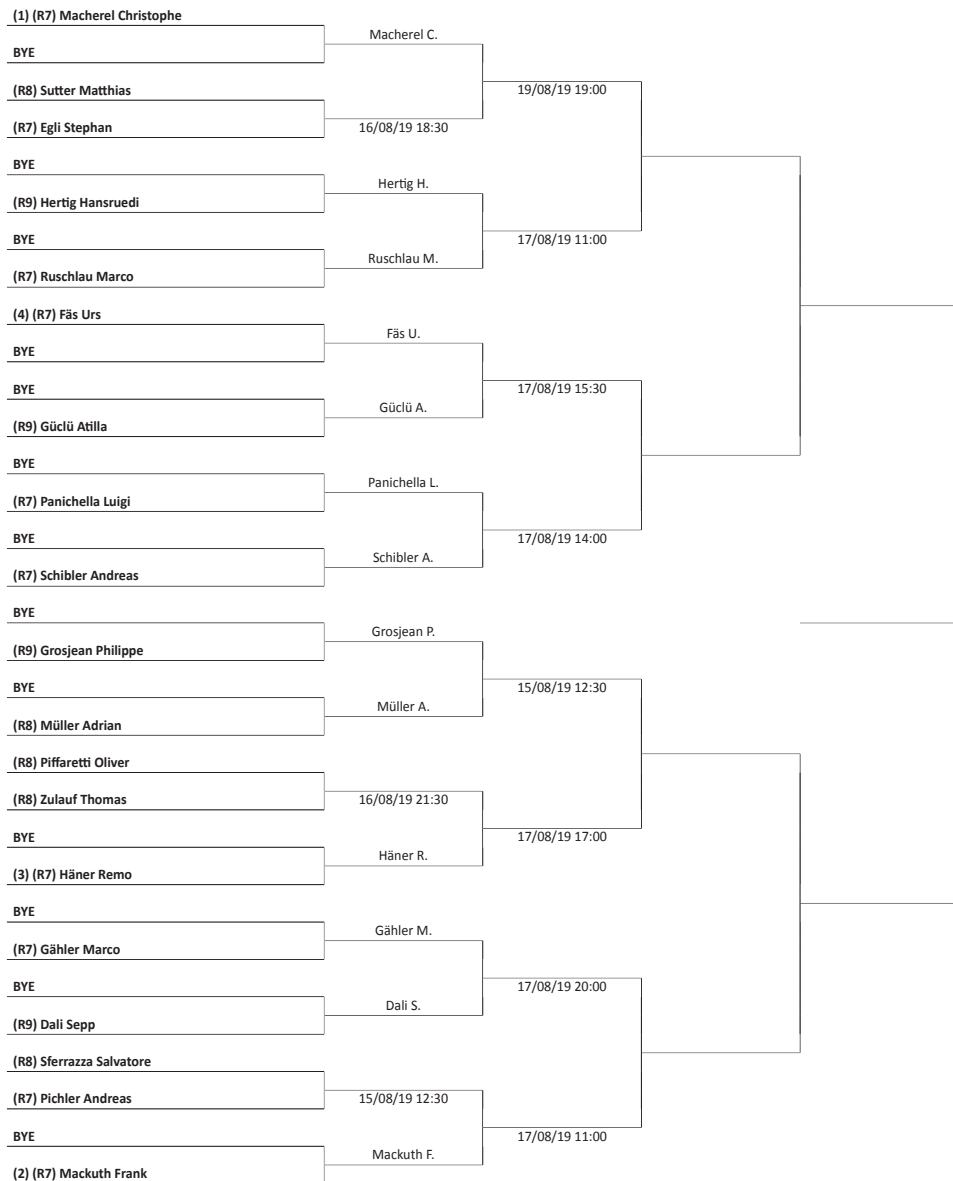 (1) (R7) Macherel Christophe
Macherel C.
BYE
(R8) Sutter Matthias
19/08/19 19:00
(R7) Egli Stephan
16/08/19 18:30
BYE
Hertig H.
(R9) Hertig Hansruedi
BYE
17/08/19 11:00
Ruschlau M.
(R7) Ruschlau Marco
(4) (R7) Fäs Urs
Fäs U.
BYE
BYE
17/08/19 15:30
Güclü A.
(R9) Güclü Atilla
BYE
Panichella L.
(R7) Panichella Luigi
BYE
17/08/19 14:00
Schibler A.
(R7) Schibler Andreas
BYE
Grosjean P.
(R9) Grosjean Philippe
BYE
15/08/19 12:30
Müller A.
(R8) Müller Adrian
(R8) Piffaretti Oliver
(R8) Zulauf Thomas
16/08/19 21:30
BYE
17/08/19 17:00
Häner R.
(3) (R7) Häner Remo
BYE
Gähler M.
(R7) Gähler Marco
BYE
17/08/19 20:00
Dali S.
(R9) Dali Sepp
(R8) Sferrazza Salvatore
(R7) Pichler Andreas
15/08/19 12:30
BYE
17/08/19 11:00
Mackuth F.
(2) (R7) Mackuth Frank